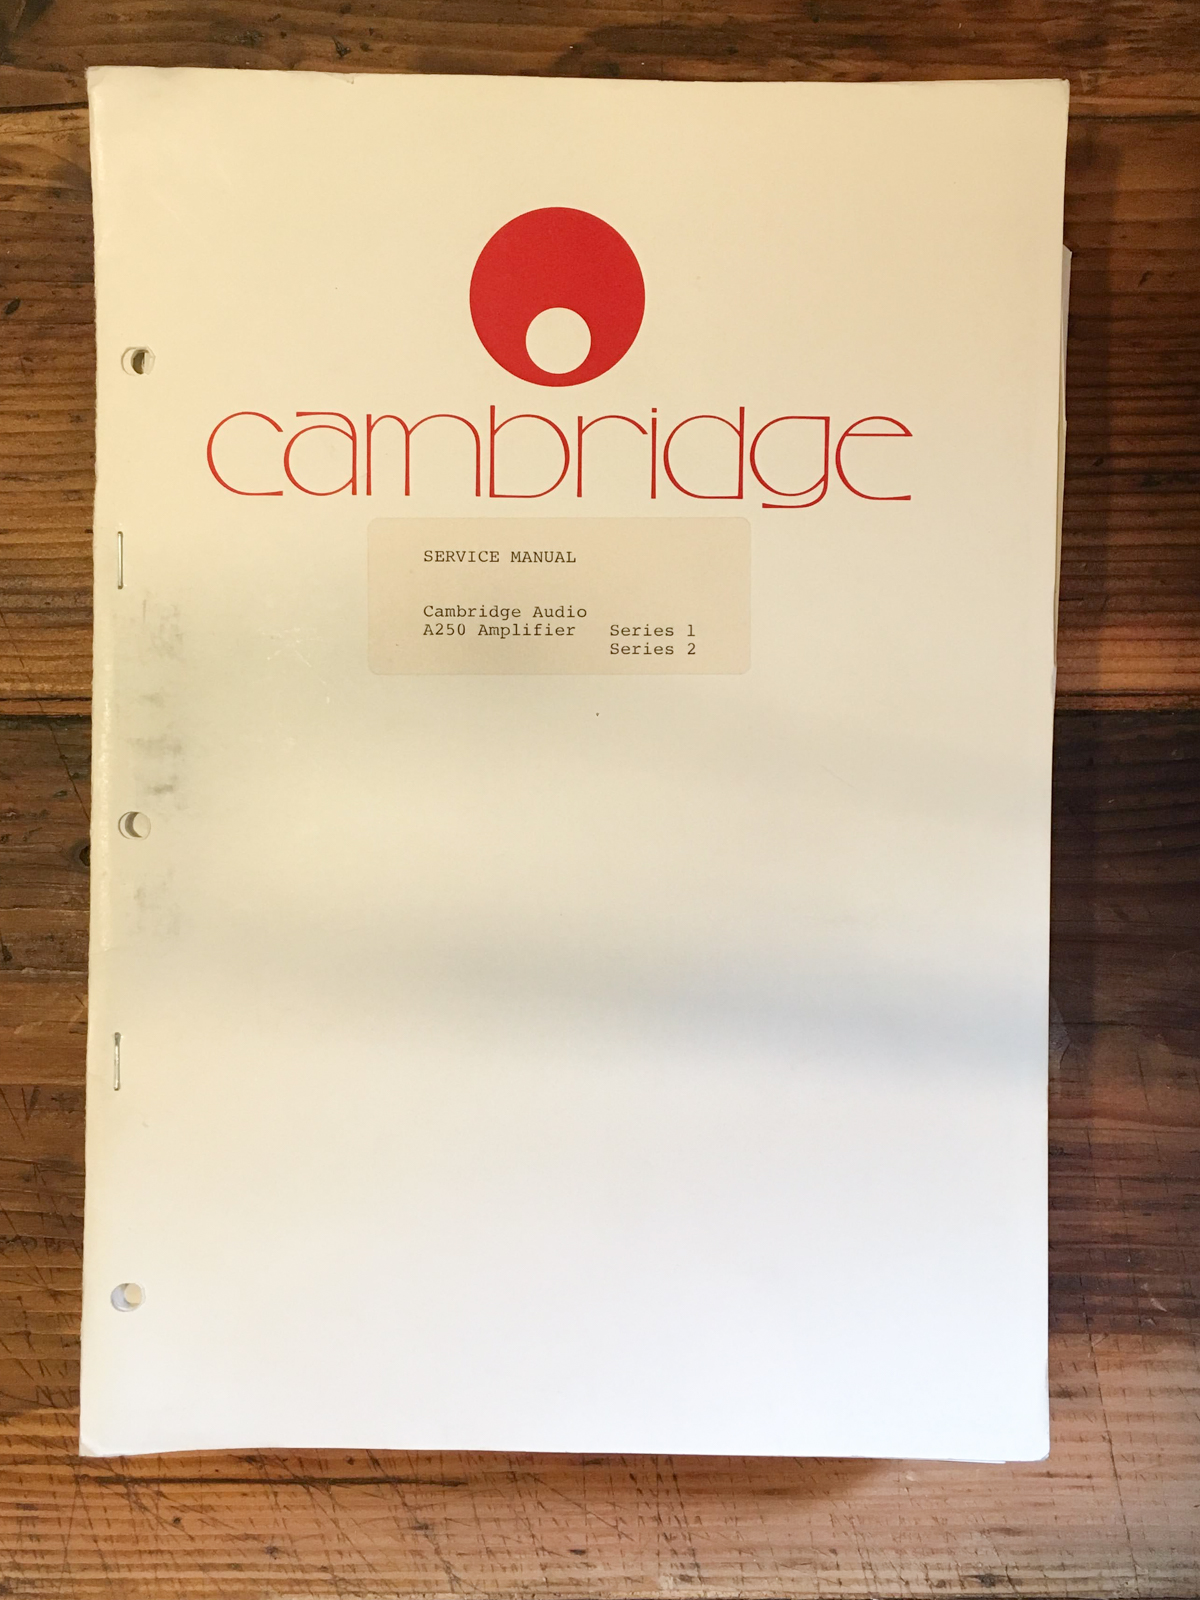 cambridge
SERVICE MANUAL
Cambridge Audio
A250 Amplifier Series 1
Series 2